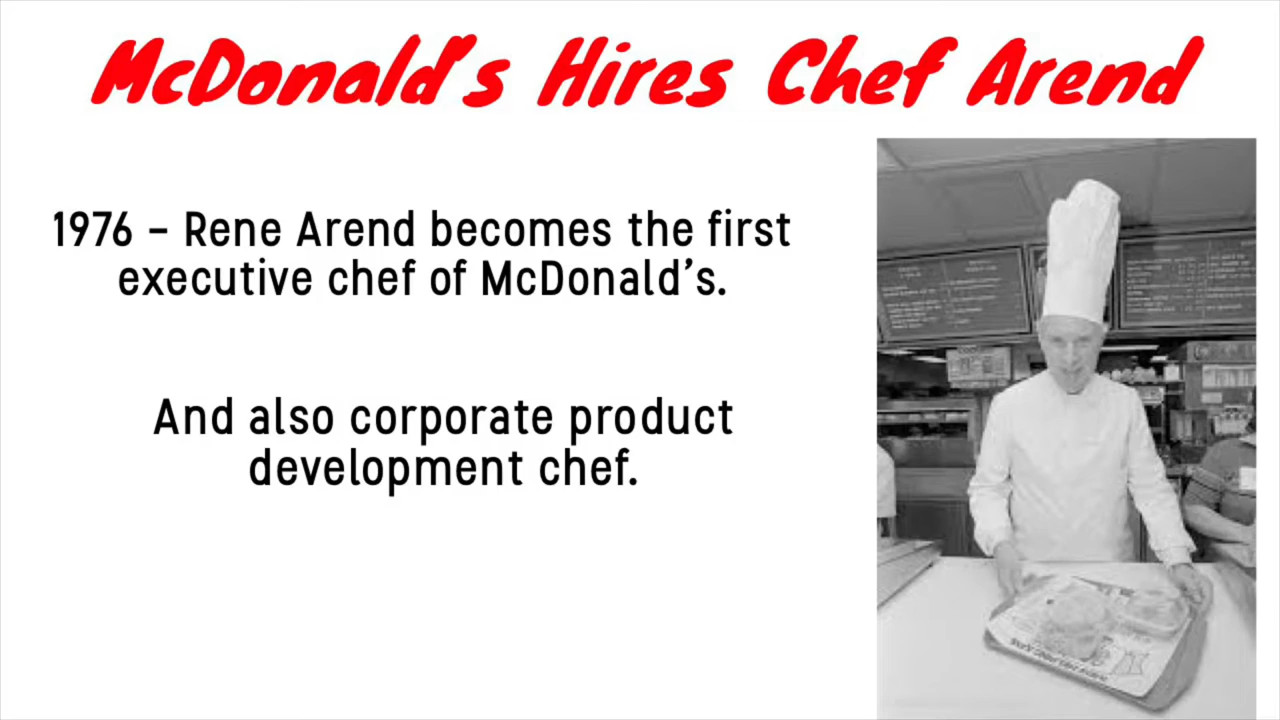 McDonald's Hires Chef Arend
1976 – Rene Arend becomes the first
executive chef of McDonald's.
And also corporate product
development chef.